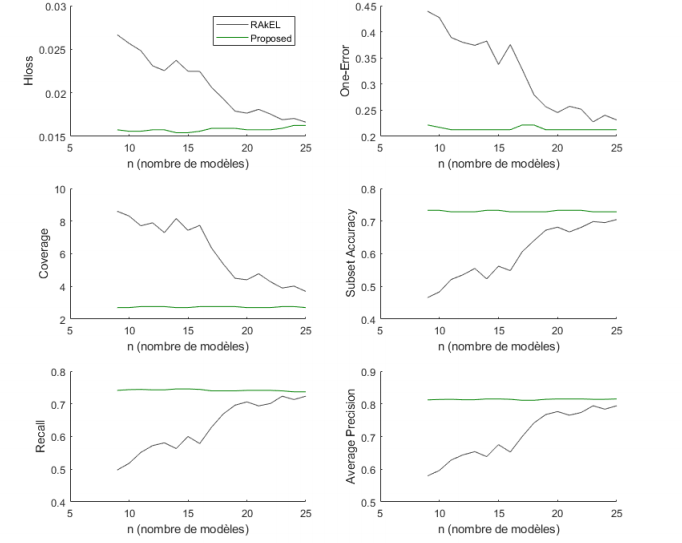 0.03
0.025
0.02
0.015
Hloss
RAkEL
Proposed
5 10 15 20 25
n (nombre de modèles)
0.45
0.4
0.35
0.3
0.25
0.2
One-Error
5 10 15 20 25
n (nombre de modèles)
10
8
6
4
2
Coverage
5 10 15 20 25
n (nombre de modèles)
0.8
0.7
0.6
0.5
0.4
Subset Accuracy
5 10 15 20 25
n (nombre de modèles)
0.8
0.7
0.6
0.5
0.4
Recall
5 10 15 20 25
n (nombre de modèles)
0.9
0.8
0.7
0.6
0.5
Average Precision
5 10 15 20 25
n (nombre de modèles)